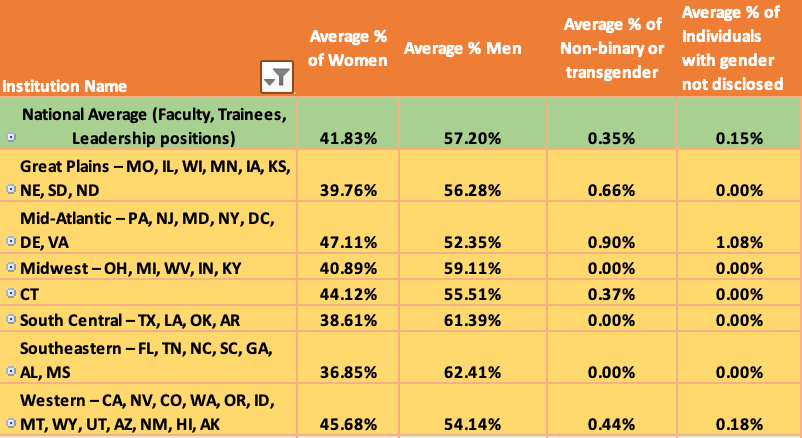 Institution Name Average % of Women Average % Men Average % of Non-binary or transgender Average % of Individuals with gender not disclosed
National Average (Faculty, Trainees,
Leadership positions) 41.83% 57.20% 0.35% 0.15%
Great Plains – MO, IL, WI, MN, IA, KS,
NE, SD, ND 39.76% 56.28% 0.66% 0.00%
Mid-Atlantic – PA, NJ, MD, NY, DC,
DE, VA 47.11% 52.35% 0.90% 1.08%
Midwest – OH, MI, WV, IN, KY 40.89% 59.11% 0.00% 0.00%
CT 44.12% 55.51% 0.37% 0.00%
South Central – TX, LA, OK, AR 38.61% 61.39% 0.00% 0.00%
Southeastern – FL, TN, NC, SC, GA,
AL, MS 36.85% 62.41% 0.00% 0.00%
Western – CA, NV, CO, WA, OR, ID,
MT, WY, UT, AZ, NM, HI, AK 45.68% 54.14% 0.44% 0.18%